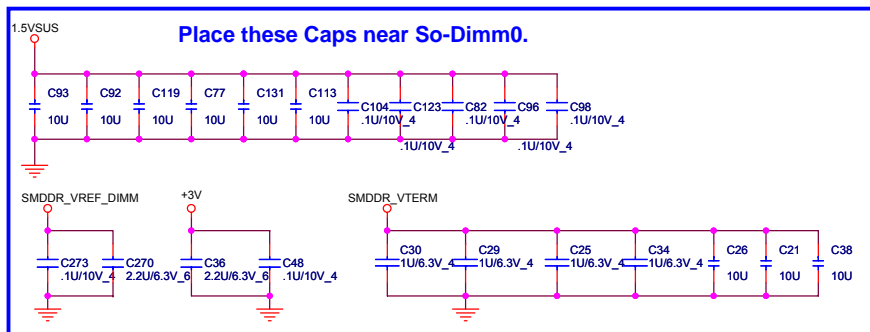 1.5VSUS
Place these Caps near So-Dimm0.
C93 C92 C119 C77 C131 C113 C104 C123 C82 C96 C98
10U 10U 10U 10U 10U 10U .1U/10V_4 .1U/10V_4 .1U/10V_4
.1U/10V_4 .1U/10V_4
SMDDR_VREF_DIMM +3V SMDDR_VTERM
C273 C270 C36 C48 C30 C29 C25 C34 C26 C21 C38
.1U/10V_4 2.2U/6.3V_6 2.2U/6.3V_6 .1U/10V_4 1U/6.3V_4 1U/6.3V_4 1U/6.3V_4 1U/6.3V_4 10U 10U 10U